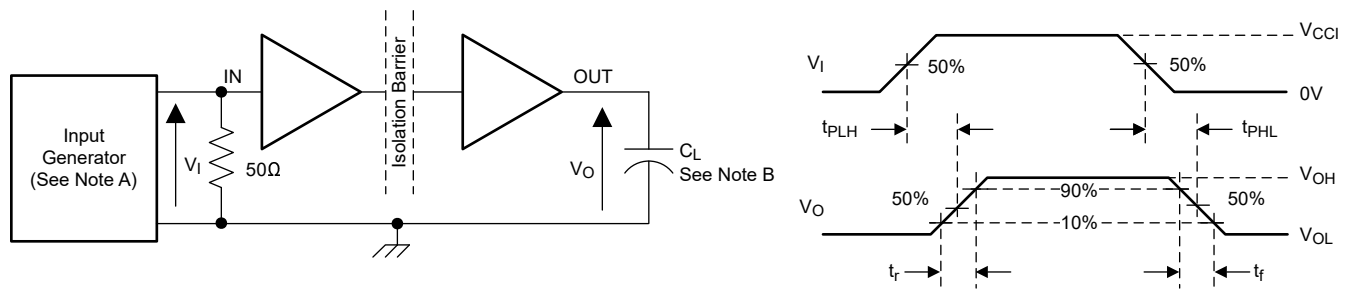 Input
Generator
(See Note A)
V_I
50Ω
IN
Isolation Barrier
OUT
V_O
C_L
See Note B
V_I
50%
50%
V_CCI
0V
t_PLH
t_PHL
V_O
50%
90%
10%
50%
V_OH
V_OL
t_r
t_f